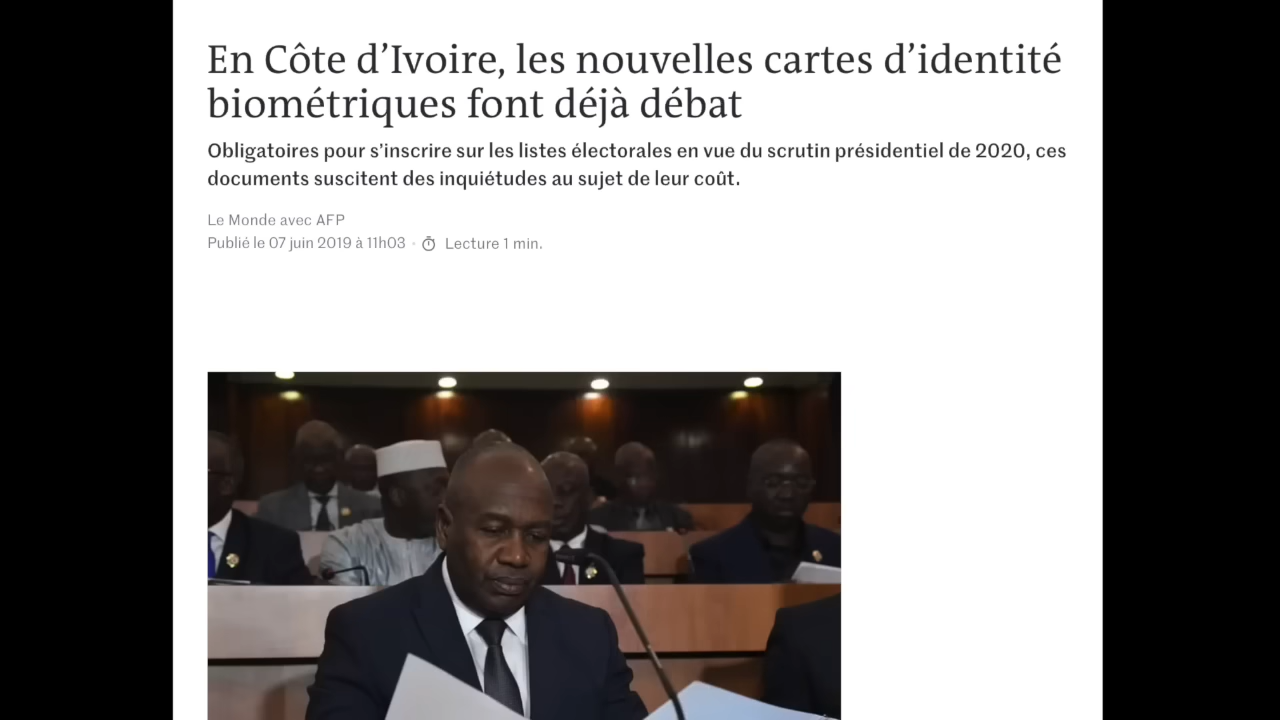 En Côte d’Ivoire, les nouvelles cartes d’identité
biométriques font déjà débat
Obligatoires pour s’inscrire sur les listes électorales en vue du scrutin présidentiel de 2020, ces
documents suscitent des inquiétudes au sujet de leur coût.
Le Monde avec AFP
Publié le 07 juin 2019 à 11h03 · Lecture 1 min.